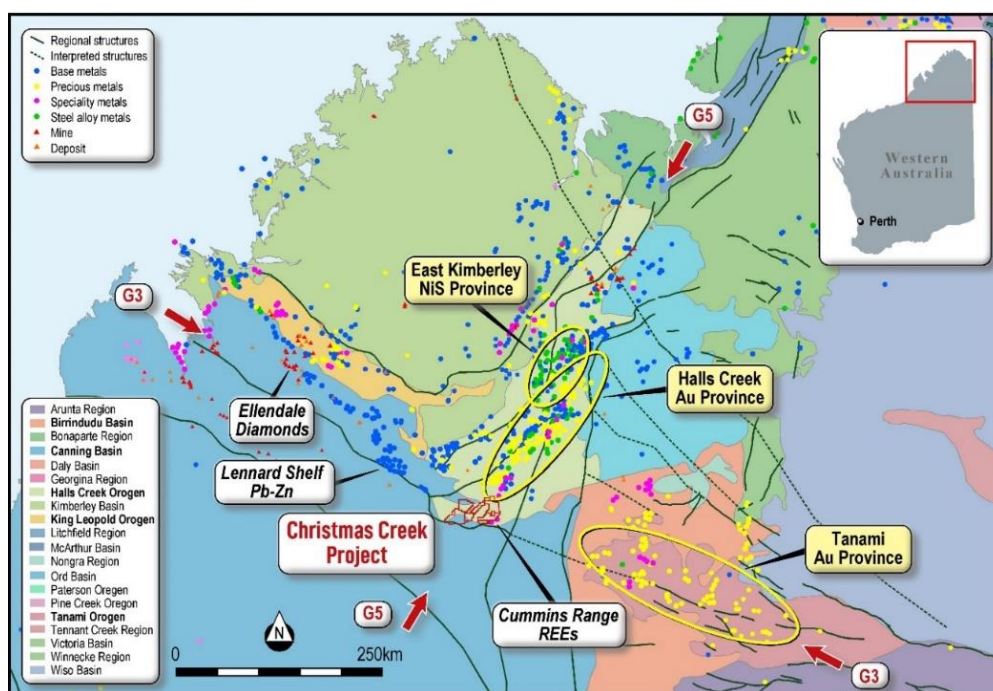 Regional structures
Interpreted structures
Base metals
Precious metals
Speciality metals
Steel alloy metals
Mine
Deposit
G5
Western
Australia
Perth
East Kimberley
NiS Province
G3
Halls Creek
Au Province
Ellendale
Diamonds
Lennard Shelf
Pb-Zn
Christmas Creek
Project
Tanami
Au Province
Cummins Range
REEs
G5
G3
N
0
250km
Arunta Region
Birrindudu Basin
Bonaparte Region
Canning Basin
Daly Basin
Georgina Region
Halls Creek Orogen
Kimberley Basin
King Leopold Orogen
Litchfield Region
McArthur Basin
Nongra Region
Ord Basin
Paterson Oregen
Pine Creek Oregon
Tanami Orogen
Tennant Creek Region
Victoria Basin
Winnecke Region
Wiso Basin